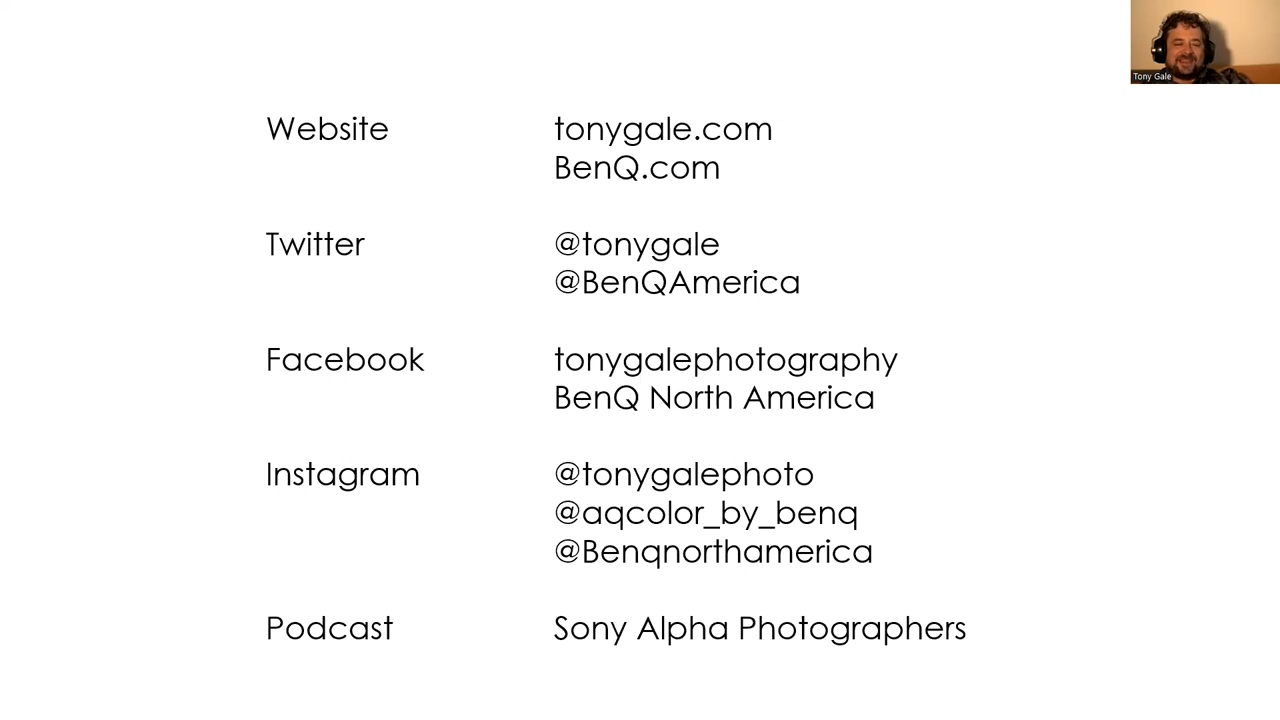 Tony Gale
Website tonygale.com
BenQ.com
Twitter @tonygale
@BenQAmerica
Facebook tonygalephotography
BenQ North America
Instagram @tonygalephoto
@aqcolor_by_benq
@Benqnorthamerica
Podcast Sony Alpha Photographers